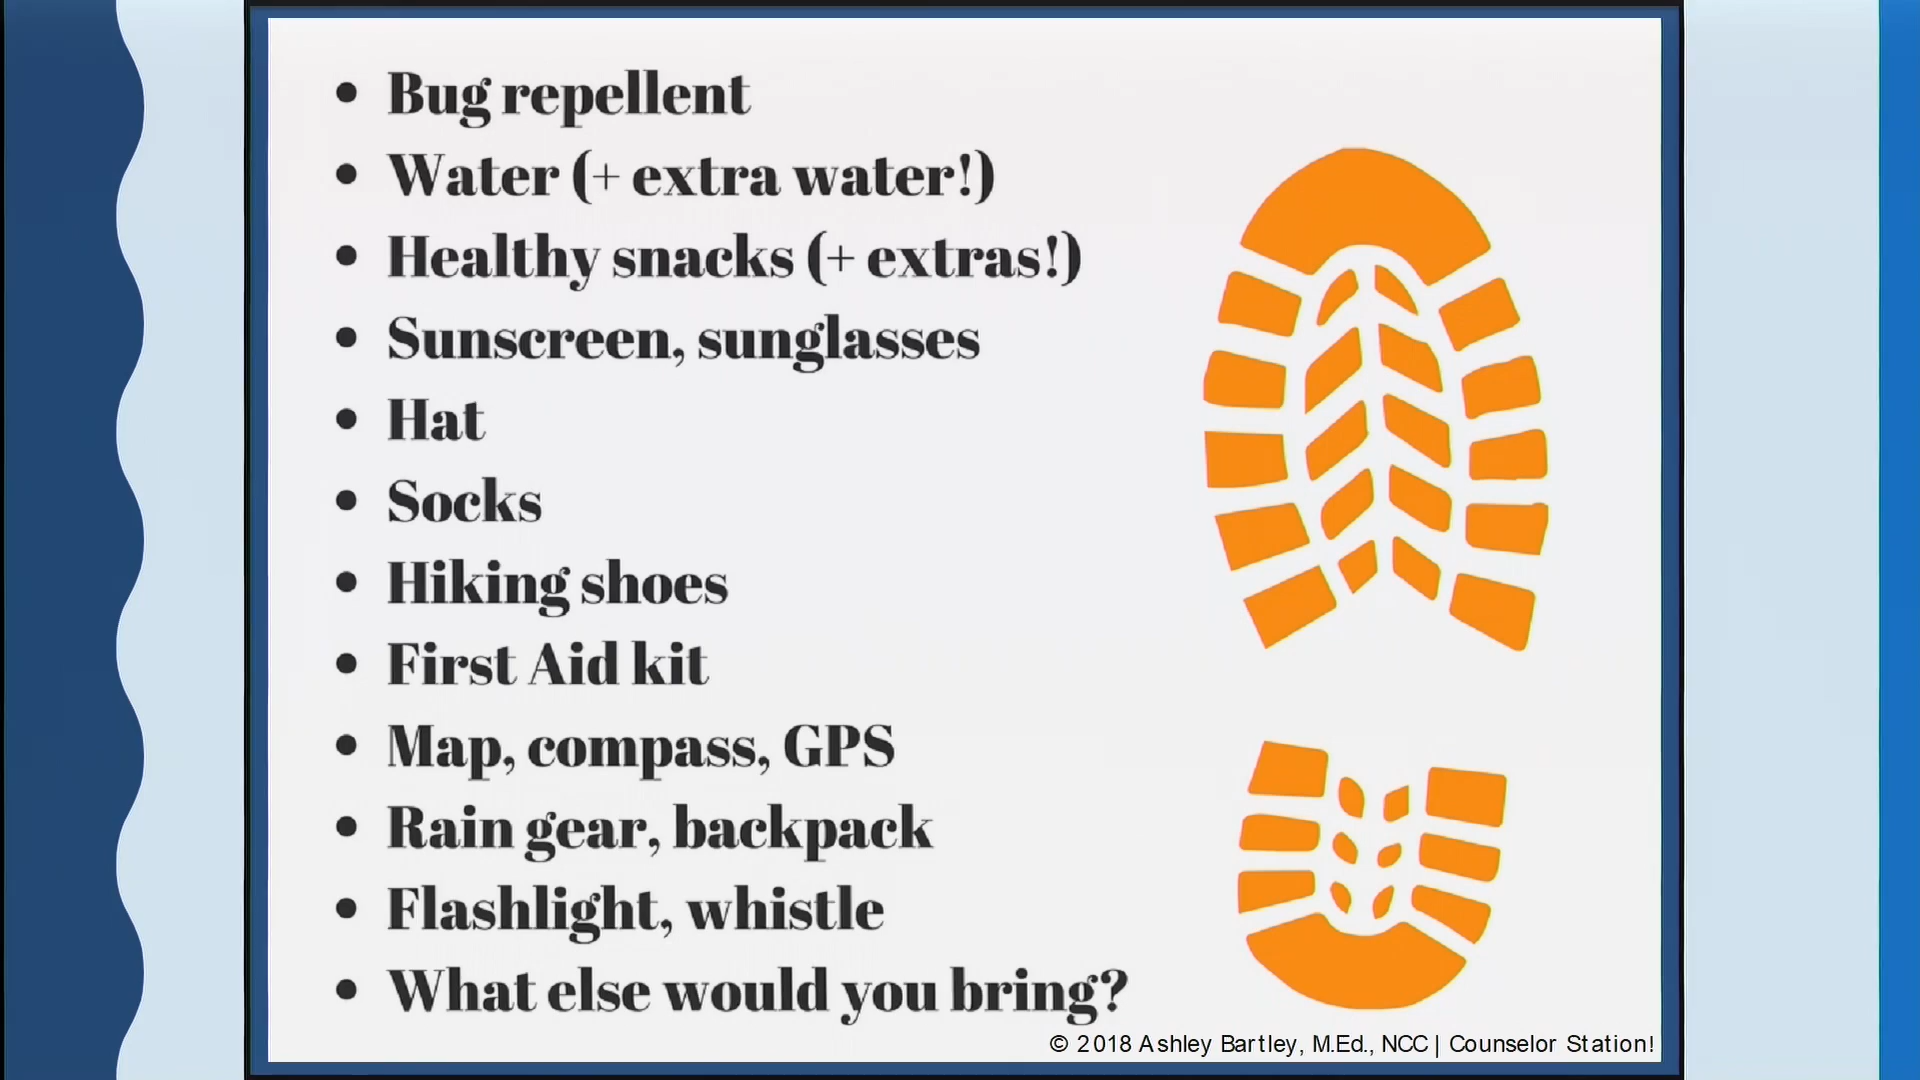 • Bug repellent
• Water (+ extra water!)
• Healthy snacks (+ extras!)
• Sunscreen, sunglasses
• Hat
• Socks
• Hiking shoes
• First Aid kit
• Map, compass, GPS
• Rain gear, backpack
• Flashlight, whistle
• What else would you bring?
© 2018 Ashley Bartley, M.Ed., NCC | Counselor Station!